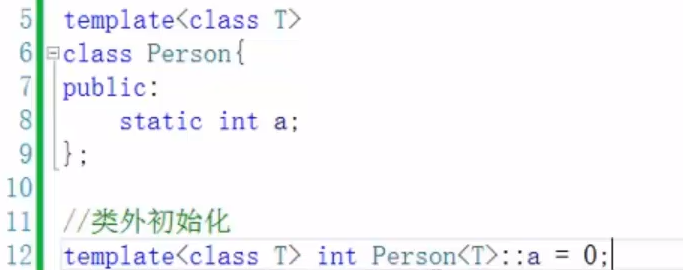 5 template<class T>
6 class Person{
7 public:
8     static int a;
9 };
10
11 //类外初始化
12 template<class T> int Person<T>::a = 0;